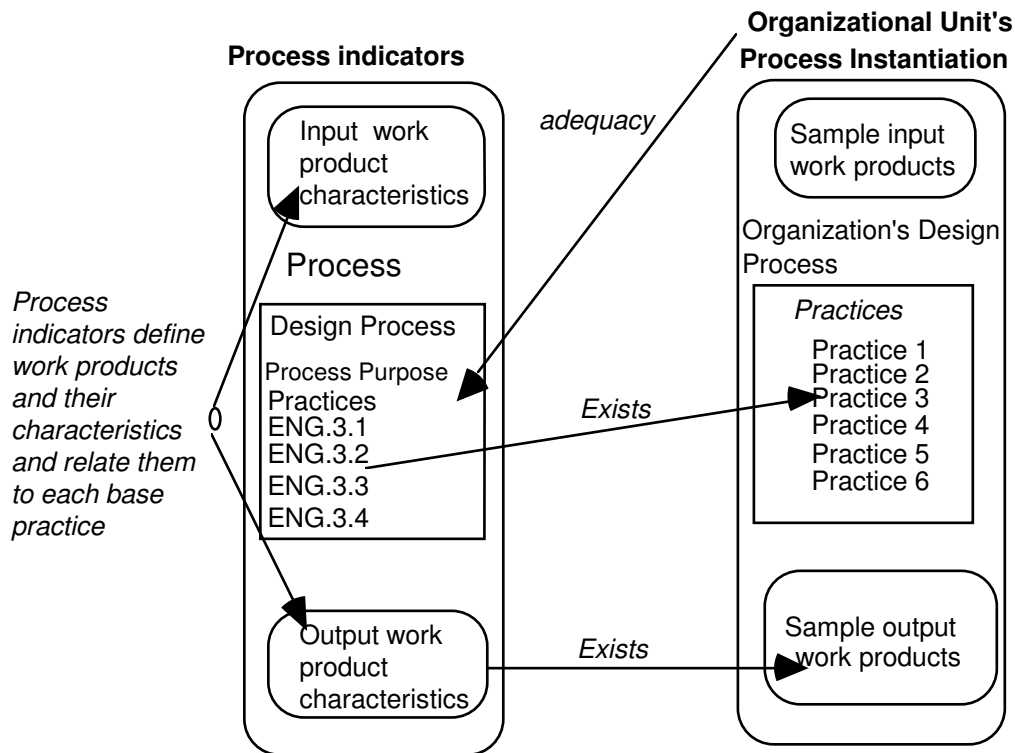 Process indicators
Input work
product
characteristics
Process
Design Process
Process Purpose
Practices
ENG.3.1
ENG.3.2
ENG.3.3
ENG.3.4
Output work
product
characteristics
Process
indicators define
work products
and their
characteristics
and relate them
to each base
practice
adequacy
Exists
Exists
Organizational Unit's
Process Instantiation
Sample input
work products
Organization's Design
Process
Practices
Practice 1
Practice 2
Practice 3
Practice 4
Practice 5
Practice 6
Sample output
work products